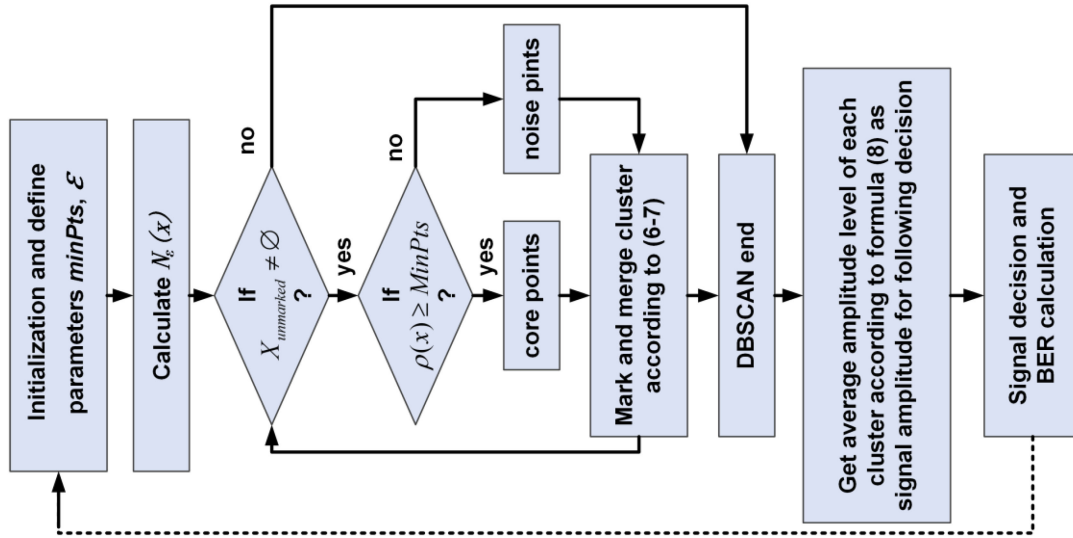 Initialization and define
parameters minPts, ε
Calculate Nε(x)
If
X unmarked ≠ ∅
?
no
yes
If
ρ(x) ≥ MinPts
?
no
yes
core points
noise pints
Mark and merge cluster
according to (6-7)
DBSCAN end
Get average amplitude level of each
cluster according to formula (8) as
signal amplitude for following decision
Signal decision and
BER calculation